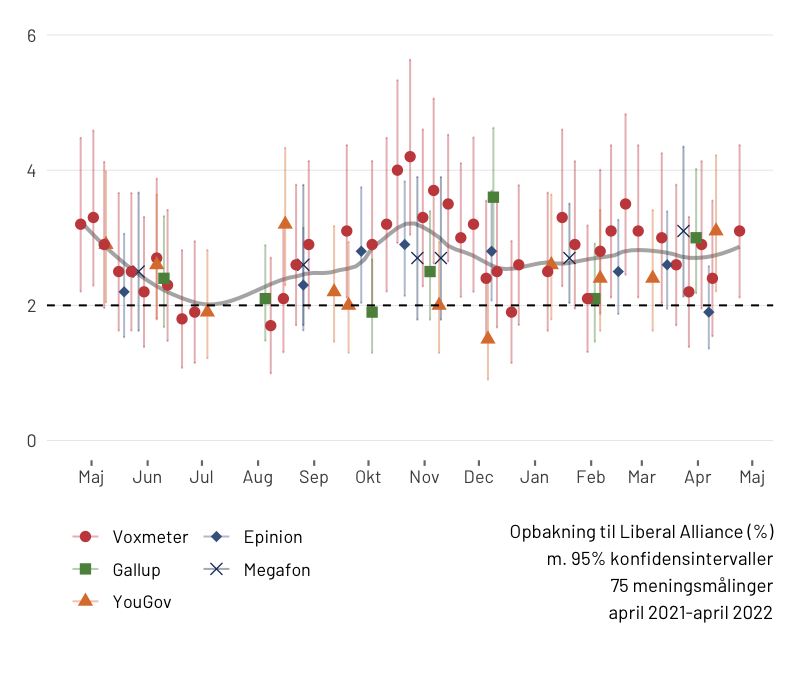 6
4
2
0
Maj Jun Jul Aug Sep Okt Nov Dec Jan Feb Mar Apr Maj
Voxmeter Epinion
Gallup Megafon
YouGov
Opbakning til Liberal Alliance (%)
m. 95% konfidensintervaller
75 meningsmålinger
april 2021-april 2022